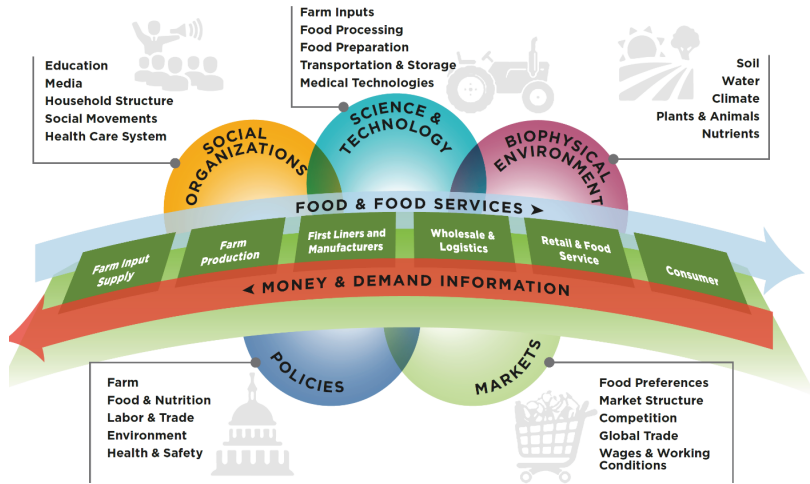 Farm Inputs
Food Processing
Food Preparation
Transportation & Storage
Medical Technologies
Education
Media
Household Structure
Social Movements
Health Care System
Soil
Water
Climate
Plants & Animals
Nutrients
SOCIAL
ORGANIZATIONS
SCIENCE &
TECHNOLOGY
BIOPHYSICAL
ENVIRONMENT
FOOD & FOOD SERVICES
Farm Input
Supply
Farm
Production
First Liners and
Manufacturers
Wholesale &
Logistics
Retail & Food
Service
Consumer
MONEY & DEMAND INFORMATION
POLICIES
MARKETS
Farm
Food & Nutrition
Labor & Trade
Environment
Health & Safety
Food Preferences
Market Structure
Competition
Global Trade
Wages & Working
Conditions